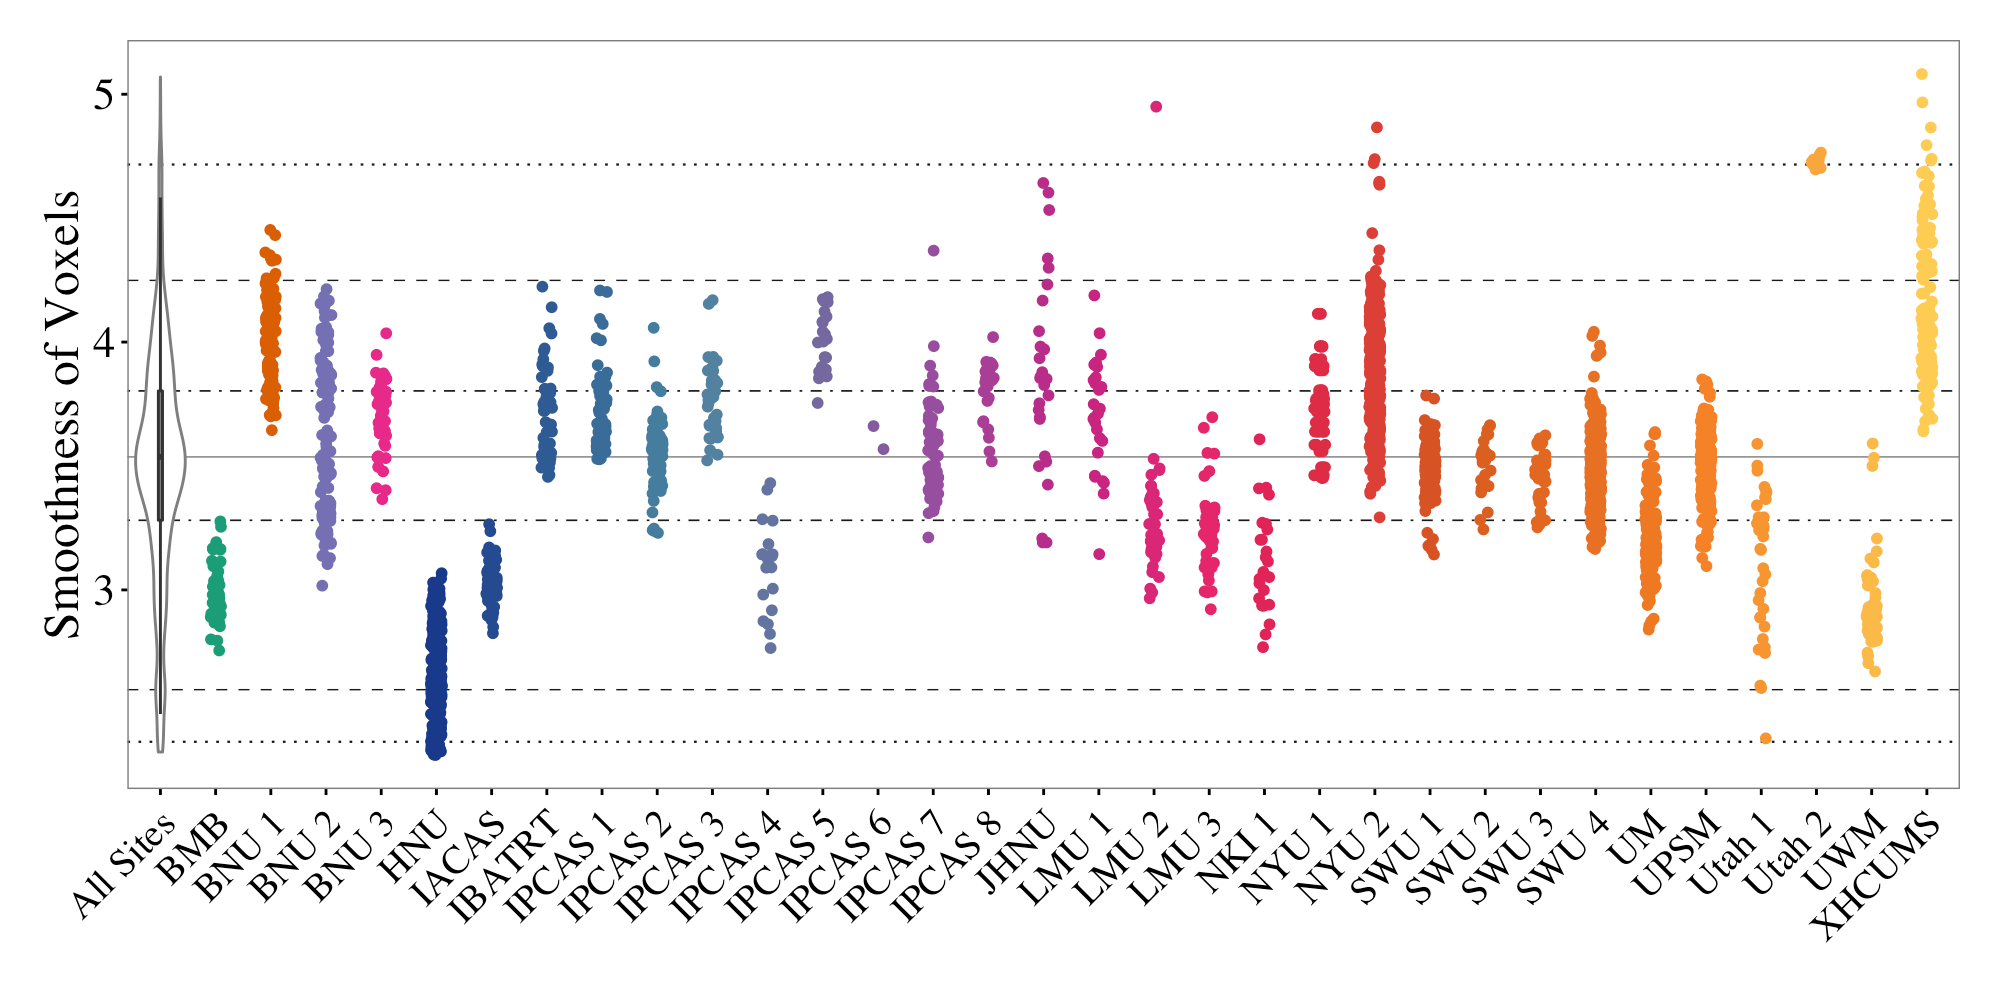 Smoothness of Voxels
5
4
3
All Sites
BMB
BNU 1
BNU 2
BNU 3
HNU
IACAS
IBATRT
IPCAS 1
IPCAS 2
IPCAS 3
IPCAS 4
IPCAS 5
IPCAS 6
IPCAS 7
IPCAS 8
JHNU
LMU 1
LMU 2
LMU 3
NKI 1
NYU 1
NYU 2
SWU 1
SWU 2
SWU 3
SWU 4
UM
UPSM
Utah 1
Utah 2
UWM
XHCUMS